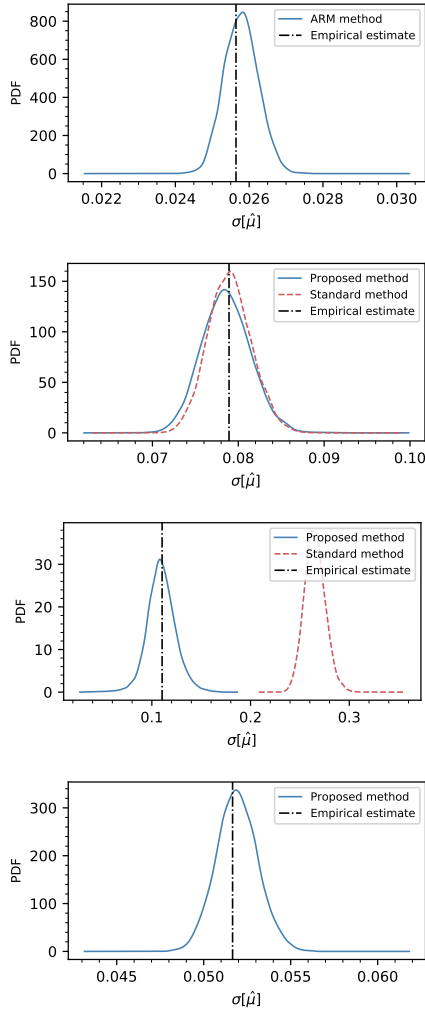 800
600
400
200
0
PDF
ARM method
Empirical estimate
0.022
0.024
0.026
0.028
0.030
σ[μ̂]
150
100
50
0
PDF
Proposed method
Standard method
Empirical estimate
0.07
0.08
0.09
0.10
σ[μ̂]
30
20
10
0
PDF
Proposed method
Standard method
Empirical estimate
0.1
0.2
0.3
σ[μ̂]
300
200
100
0
PDF
Proposed method
Empirical estimate
0.045
0.050
0.055
0.060
σ[μ̂]